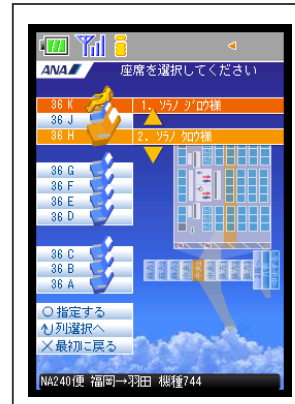 ANA
座席を選択してください
36 K
1. ソラノ ジロウ様
36 J
36 H
2. ソラノ タロウ様
36 G
36 F
36 E
36 D
36 C
36 B
36 A
○指定する
列選択へ
×最初に戻る
NA240便 福岡→羽田 機種744